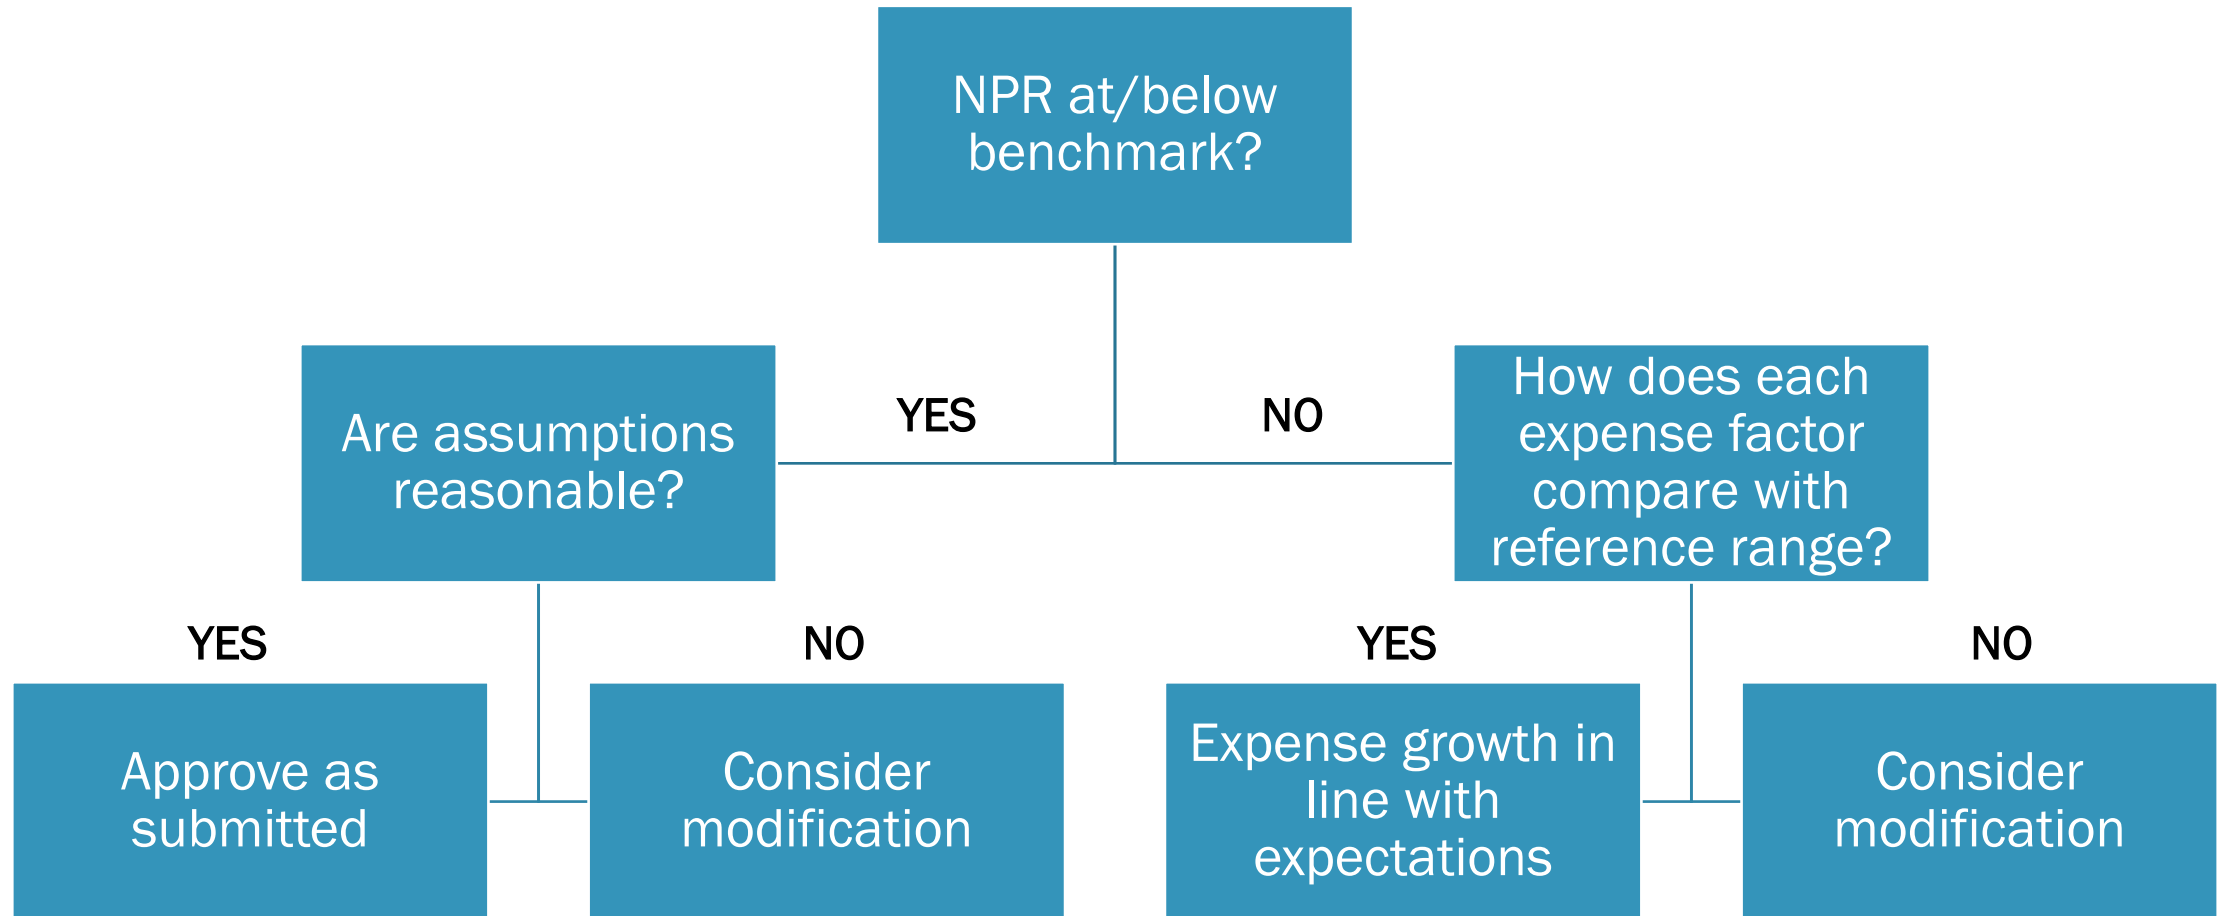 NPR at/below
benchmark?
YES
NO
Are assumptions
reasonable?
How does each
expense factor
compare with
reference range?
YES
NO
YES
NO
Approve as
submitted
Consider
modification
Expense growth in
line with
expectations
Consider
modification